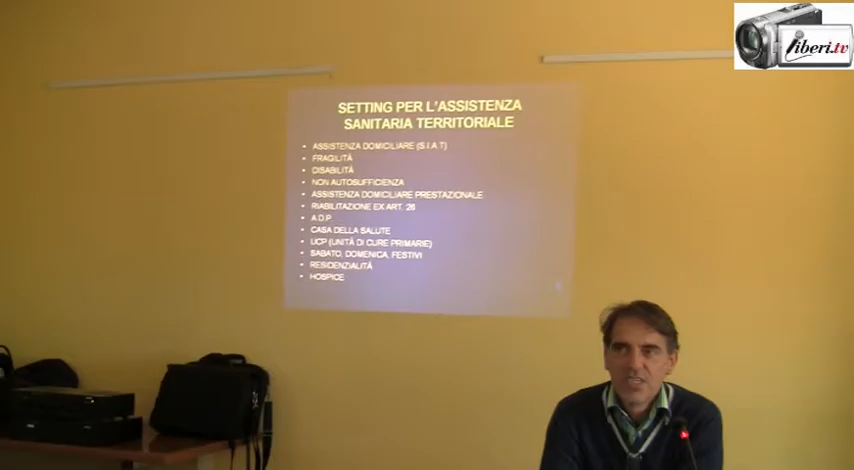 liberi.tv
SETTING PER L'ASSISTENZA
SANITARIA TERRITORIALE
• ASSISTENZA DOMICILIARE (S.I.A.T)
• FRAGILITÀ
• DISABILITÀ
• NON AUTOSUFFICIENZA
• ASSISTENZA DOMICILIARE PRESTAZIONALE
• RIABILITAZIONE EX ART. 26
• A.D.P
• CASA DELLA SALUTE
• UCP (UNITÀ DI CURE PRIMARIE)
• SABATO, DOMENICA, FESTIVI
• RESIDENZIALITÀ
• HOSPICE